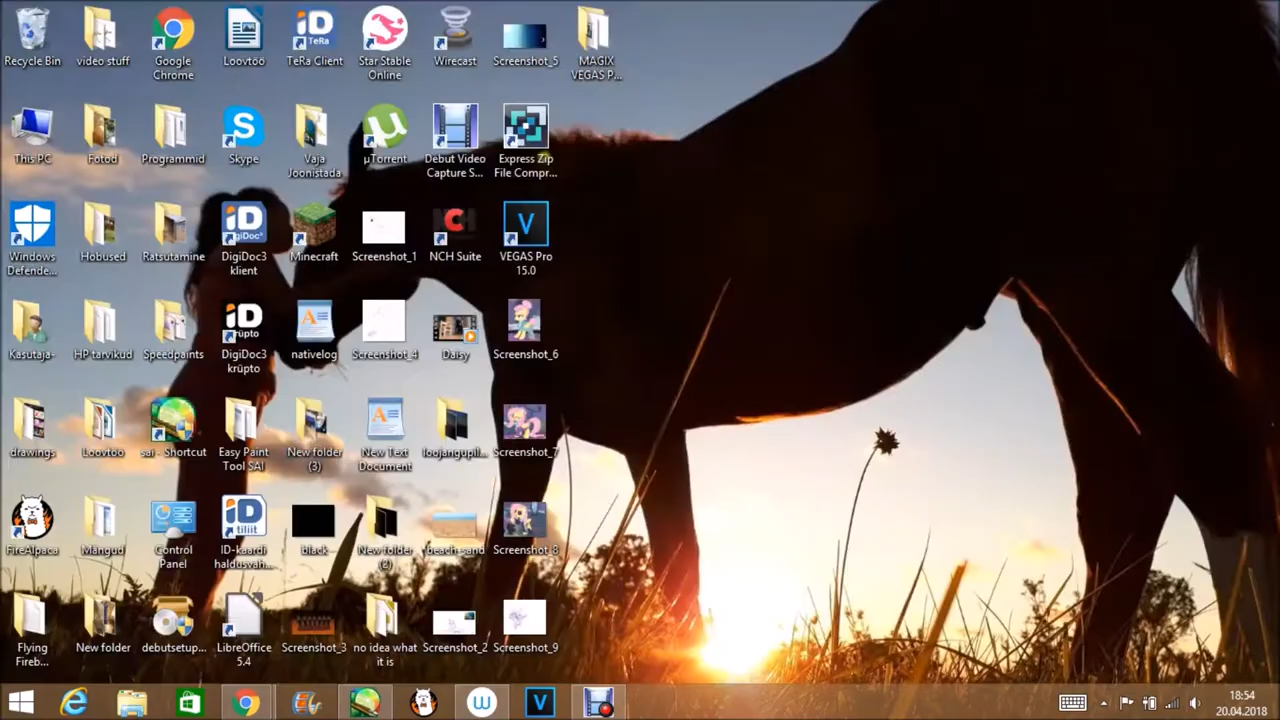 Recycle Bin
video stuff
Google
Chrome
Loovtöö
TeRa Client
Star Stable
Online
Wirecast
Screenshot_5
MAGIX
VEGAS P...
This PC
Fotod
Programmid
Skype
Vaja
Joonistada
µTorrent
Debut Video
Capture S...
Express Zip
File Compr...
Windows
Defende...
Hobused
Ratsutamine
DigiDoc3
klient
Minecraft
Screenshot_1
NCH Suite
VEGAS Pro
15.0
Kasutaja-
HP tarvikud
Speedpaints
DigiDoc3
krüpto
nativelog
Screenshot_4
Daisy
Screenshot_6
drawings
Loovtöö
sai - Shortcut
Easy Paint
Tool SAI
New folder
(3)
New Text
Document
loojangupil...
Screenshot_7
FireAlpaca
Mängud
Control
Panel
ID-kaardi
haldusvah...
black
New folder
(2)
beach-sand
Screenshot_8
Flying
Fireb...
New folder
debutsetup...
LibreOffice
5.4
Screenshot_3
no idea what
it is
Screenshot_2
Screenshot_9
18:54
20.04.2018